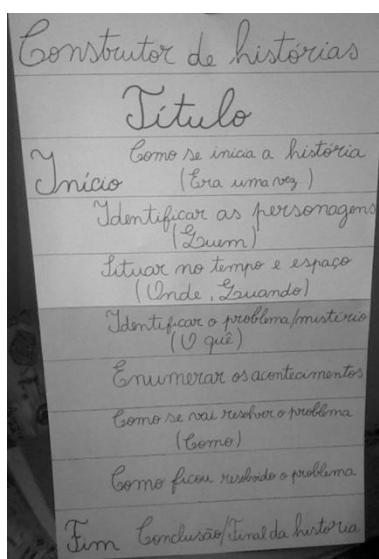 Construtor de histórias
Título
Início Como se inicia a história
(Era uma vez)
Identificar as personagens
(Quem)
Situar no tempo e espaço
(Onde, Quando)
Identificar o problema/mistério
(O quê)
Enumerar os acontecimentos
Como se vai resolver o problema
(Como)
Como ficou resolvido o problema
Fim Conclusão/Final da história